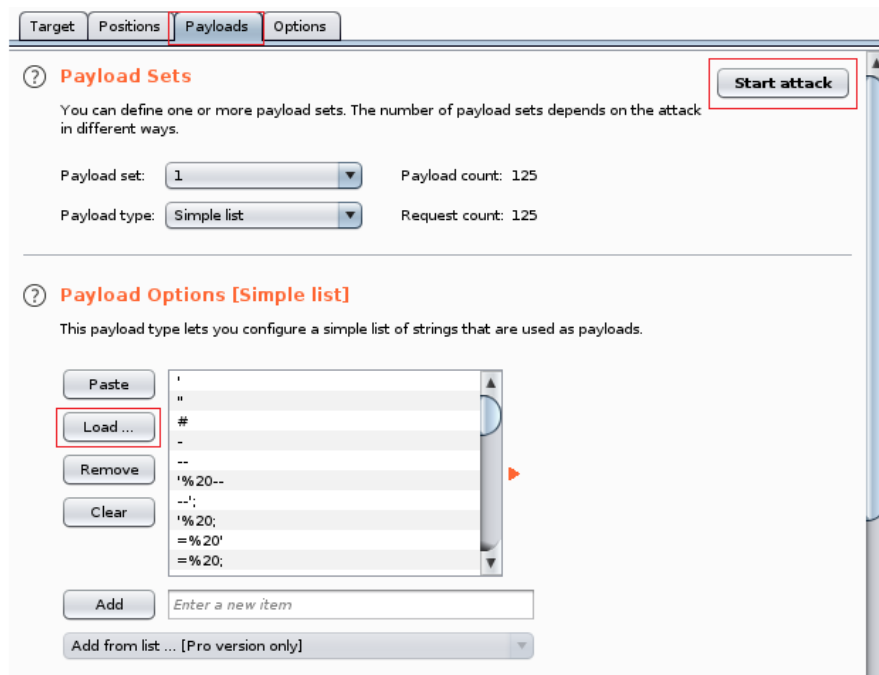 Target Positions Payloads Options
? Payload Sets
Start attack
You can define one or more payload sets. The number of payload sets depends on the attack
in different ways.
Payload set: 1 Payload count: 125
Payload type: Simple list Request count: 125
? Payload Options [Simple list]
This payload type lets you configure a simple list of strings that are used as payloads.
Paste
Load ...
Remove
Clear
'
"
#
-
--
'%20--
--';
'%20;
=%20'
=%20;
Add Enter a new item
Add from list ... [Pro version only]